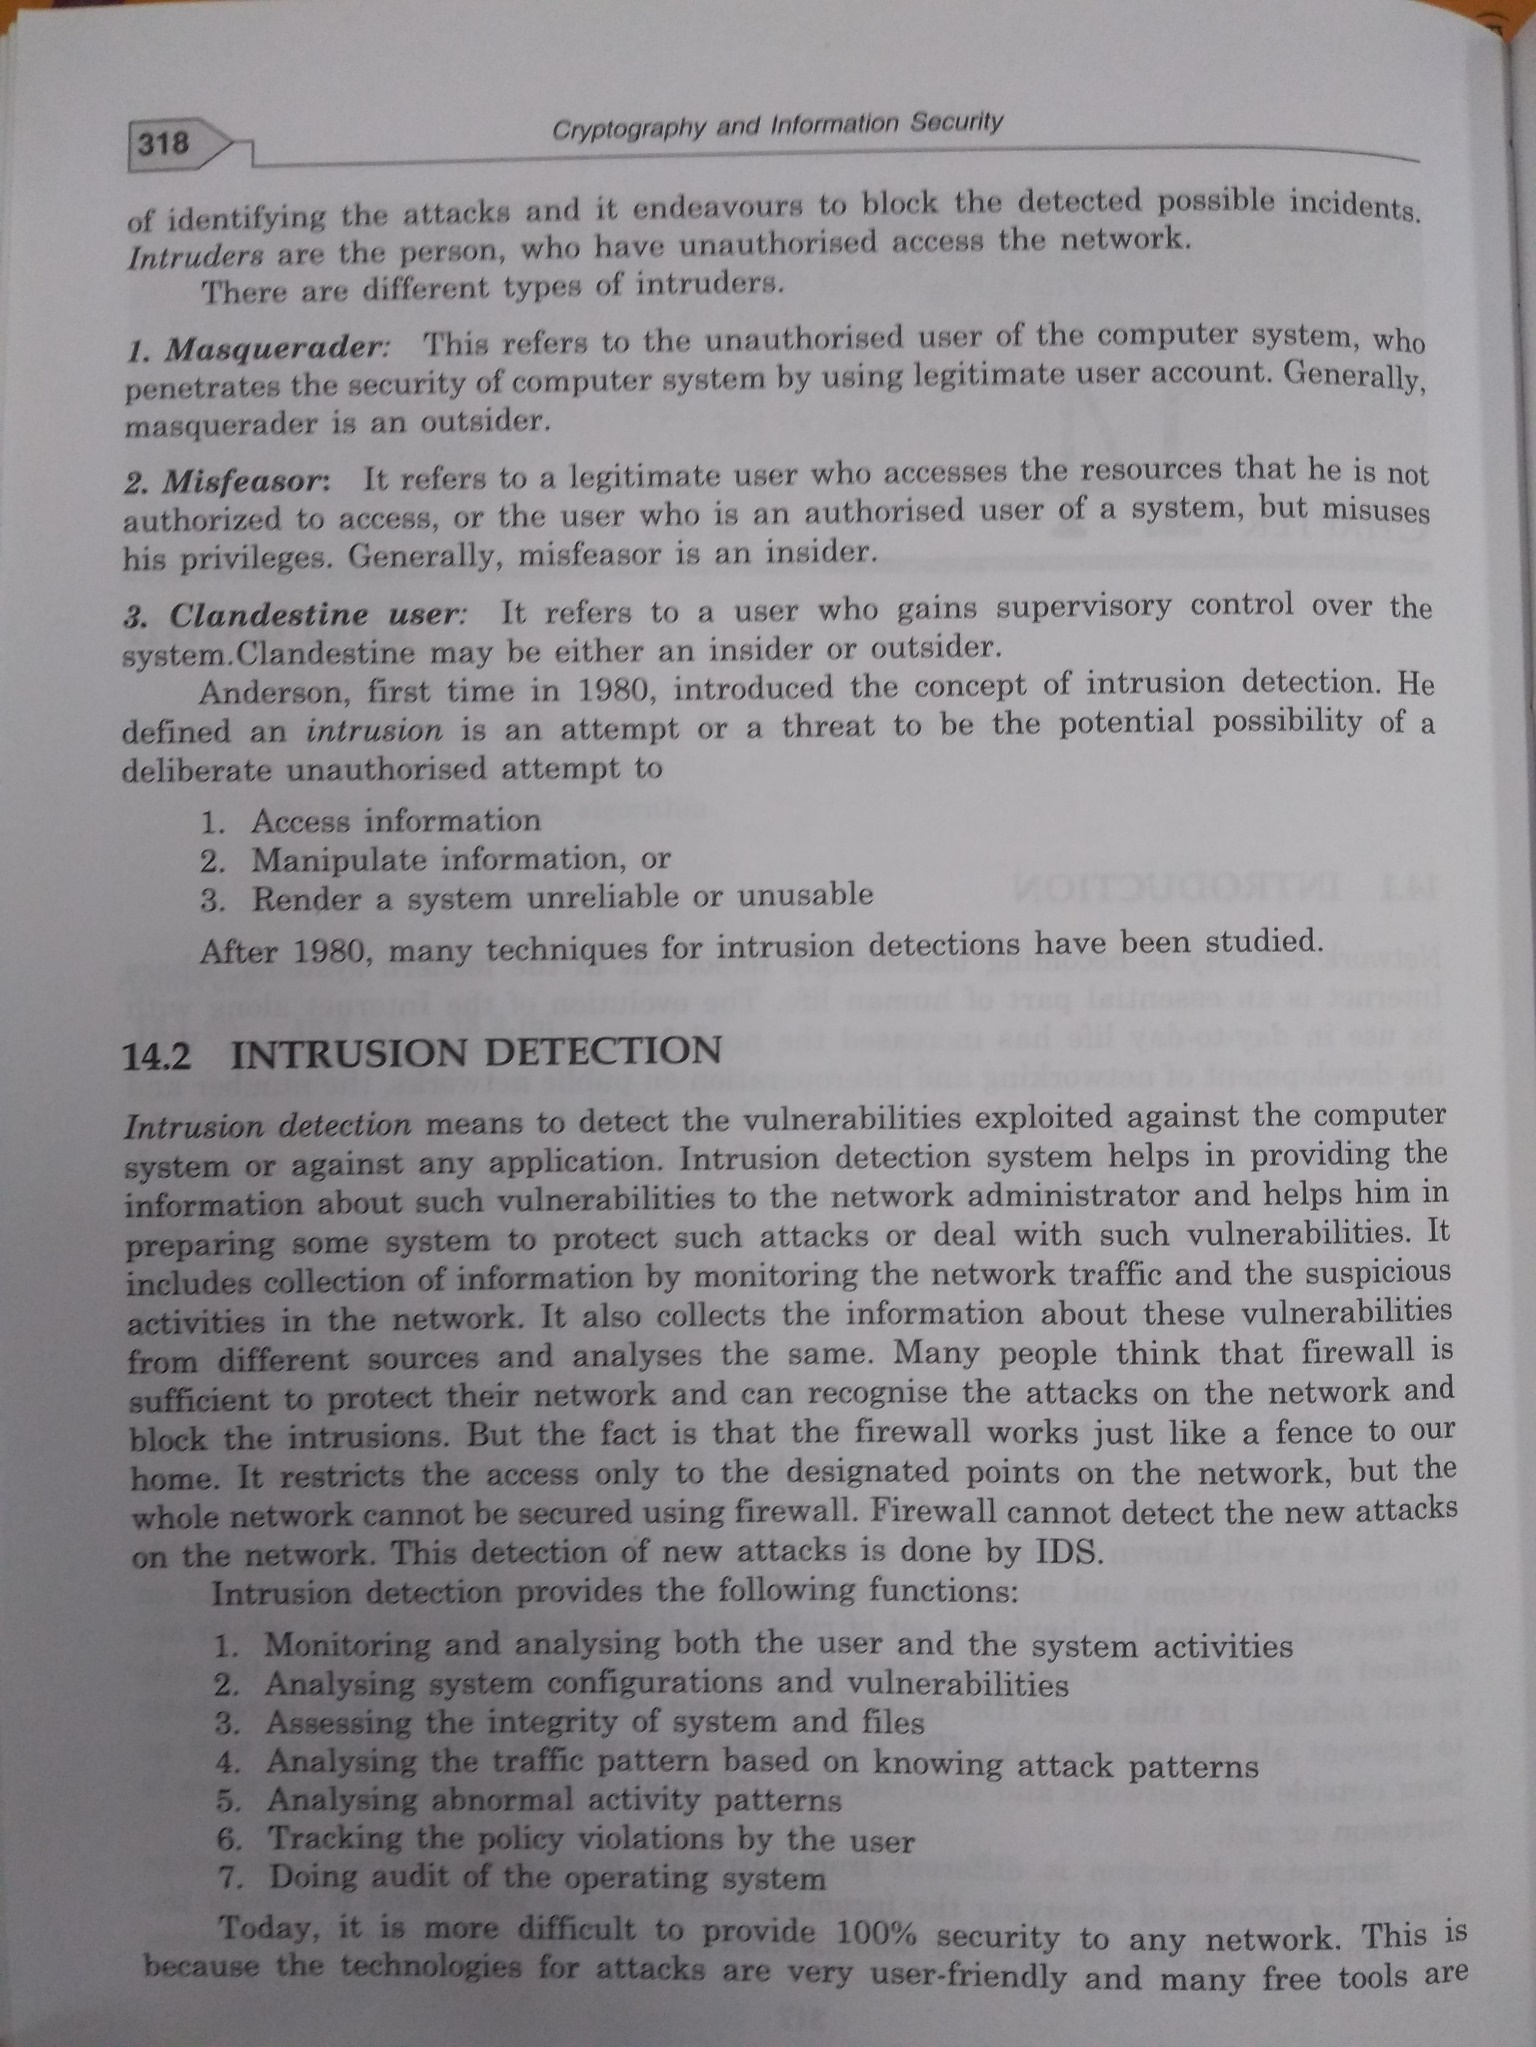 318
Cryptography and Information Security
of identifying the attacks and it endeavours to block the detected possible incidents.
Intruders are the person, who have unauthorised access the network.
There are different types of intruders.
1. Masquerader: This refers to the unauthorised user of the computer system, who
penetrates the security of computer system by using legitimate user account. Generally,
masquerader is an outsider.
2. Misfeasor: It refers to a legitimate user who accesses the resources that he is not
authorized to access, or the user who is an authorised user of a system, but misuses
his privileges. Generally, misfeasor is an insider.
3. Clandestine user: It refers to a user who gains supervisory control over the
system.Clandestine may be either an insider or outsider.
Anderson, first time in 1980, introduced the concept of intrusion detection. He
defined an intrusion is an attempt or a threat to be the potential possibility of a
deliberate unauthorised attempt to
1. Access information
2. Manipulate information, or
3. Render a system unreliable or unusable
After 1980, many techniques for intrusion detections have been studied.
14.2 INTRUSION DETECTION
Intrusion detection means to detect the vulnerabilities exploited against the computer
system or against any application. Intrusion detection system helps in providing the
information about such vulnerabilities to the network administrator and helps him in
preparing some system to protect such attacks or deal with such vulnerabilities. It
includes collection of information by monitoring the network traffic and the suspicious
activities in the network. It also collects the information about these vulnerabilities
from different sources and analyses the same. Many people think that firewall is
sufficient to protect their network and can recognise the attacks on the network and
block the intrusions. But the fact is that the firewall works just like a fence to our
home. It restricts the access only to the designated points on the network, but the
whole network cannot be secured using firewall. Firewall cannot detect the new attacks
on the network. This detection of new attacks is done by IDS.
Intrusion detection provides the following functions:
1. Monitoring and analysing both the user and the system activities
2. Analysing system configurations and vulnerabilities
3. Assessing the integrity of system and files
4. Analysing the traffic pattern based on knowing attack patterns
5. Analysing abnormal activity patterns
6. Tracking the policy violations by the user
7. Doing audit of the operating system
Today, it is more difficult to provide 100% security to any network. This is
because the technologies for attacks are very user-friendly and many free tools are